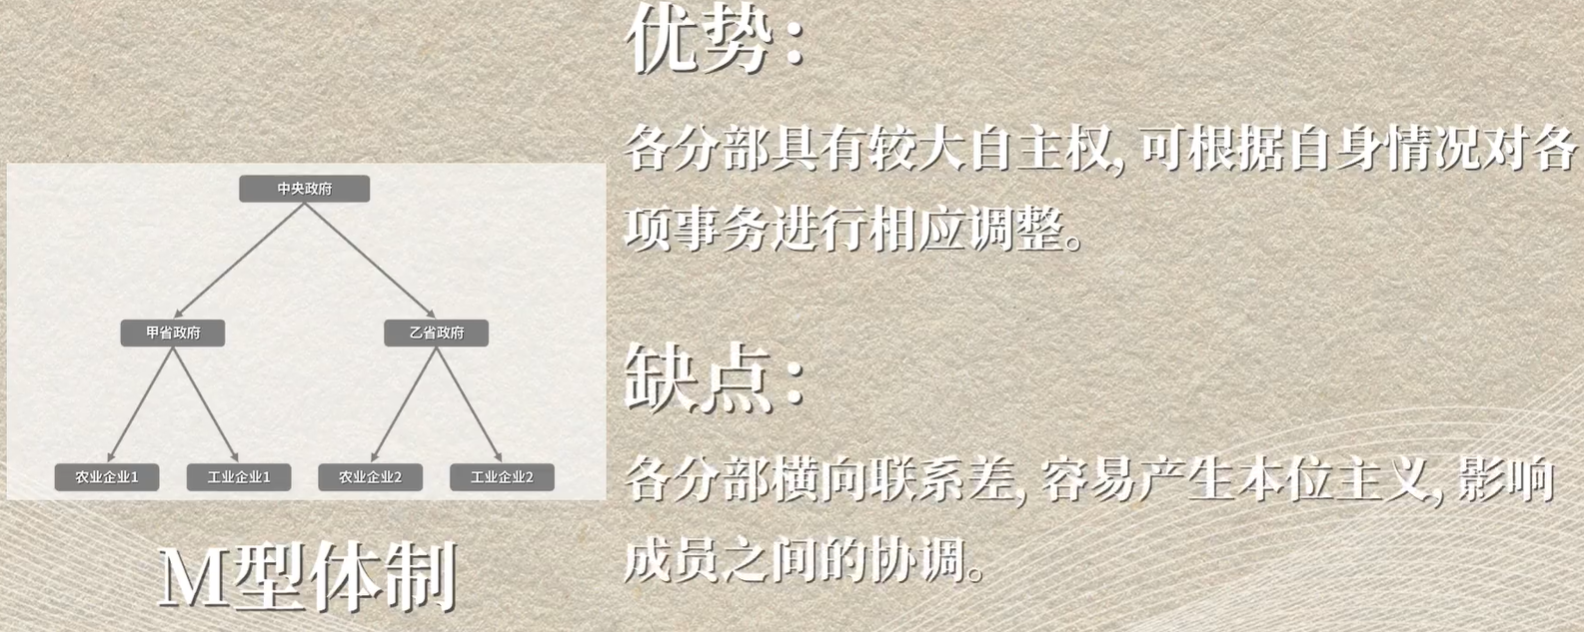 优势：
各分部具有较大自主权，可根据自身情况对各
项事务进行相应调整。
中央政府
甲省政府
乙省政府
农业企业1
工业企业1
农业企业2
工业企业2
M型体制
缺点：
各分部横向联系差，容易产生本位主义，影响
成员之间的协调。